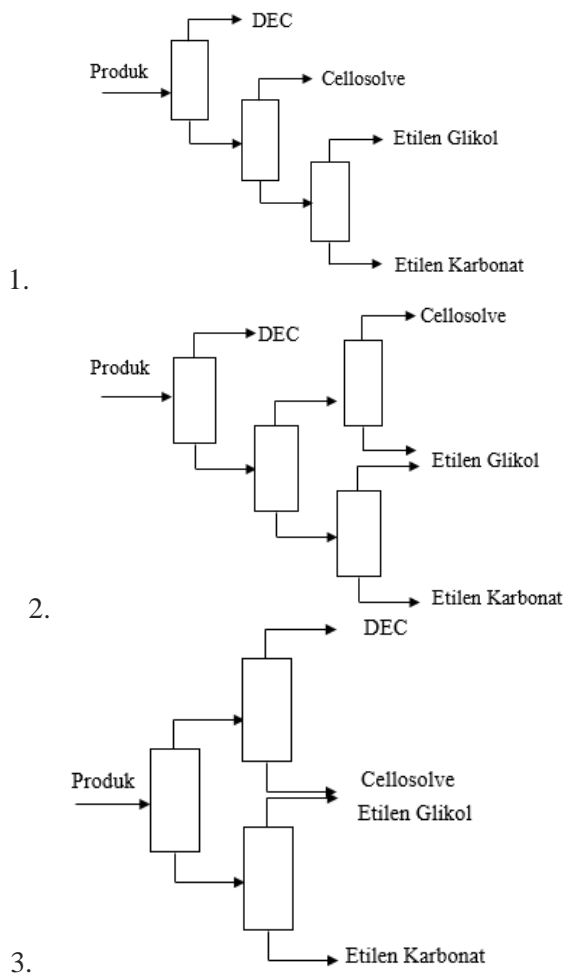 DEC
Produk
Cellosolve
Etilen Glikol
Etilen Karbonat
1.
Cellosolve
DEC
Produk
Etilen Glikol
Etilen Karbonat
2.
DEC
Produk
Cellosolve
Etilen Glikol
Etilen Karbonat
3.